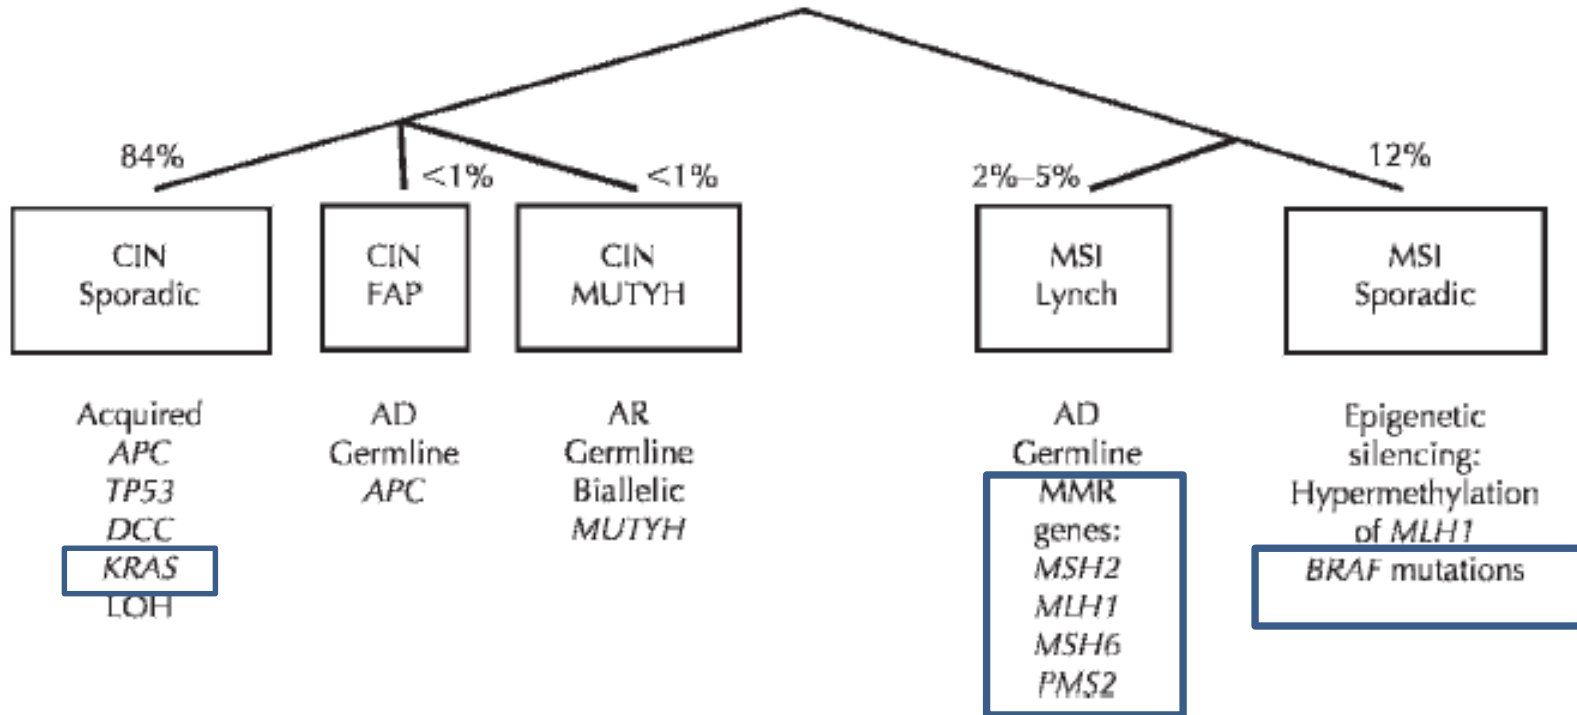 84%
<1%
<1%
2%–5%
12%
CIN
Sporadic
CIN
FAP
CIN
MUTYH
MSI
Lynch
MSI
Sporadic
Acquired
APC
TP53
DCC
KRAS
LOH
AD
Germline
APC
AR
Germline
Biallelic
MUTYH
AD
Germline
MMR
genes:
MSH2
MLH1
MSH6
PMS2
Epigenetic
silencing:
Hypermethylation
of MLH1
BRAF mutations